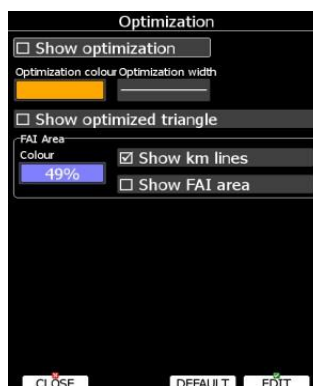 Optimization
Show optimization
Optimization colour Optimization width
Show optimized triangle
FAI Area
Colour
Show km lines
49%
Show FAI area
CLOSE DEFAULT EDIT